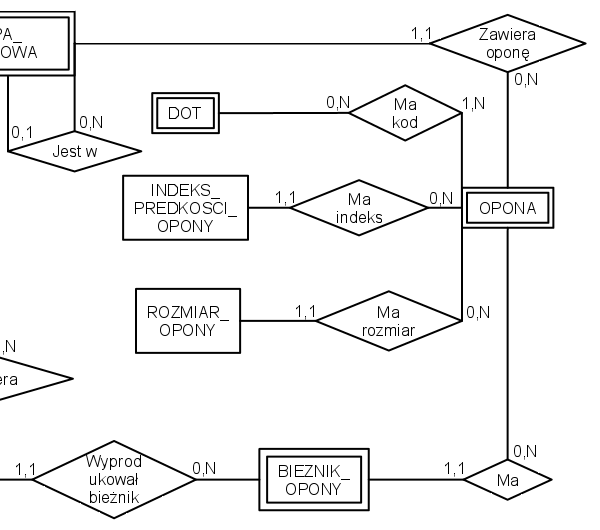 PA_
OWA
1,1
Zawiera
oponę
0,N
0,1
0,N
Jest w
DOT
0,N
Ma
kod
1,N
INDEKS_
PREDKOSCI_
OPONY
1,1
Ma
indeks
0,N
OPONA
ROZMIAR_
OPONY
1,1
Ma
rozmiar
0,N
,N
era
1,1
Wyprod
ukował
bieżnik
0,N
BIEZNIK_
OPONY
1,1
Ma
0,N